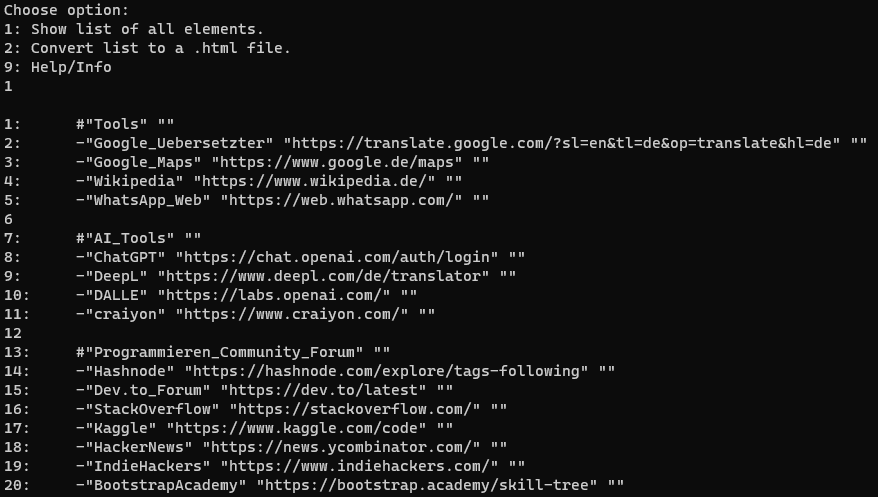 Choose option:
1: Show list of all elements.
2: Convert list to a .html file.
9: Help/Info
1
1: #"Tools" ""
2: -"Google_Uebersetzter" "https://translate.google.com/?sl=en&tl=de&op=translate&hl=de" ""
3: -"Google_Maps" "https://www.google.de/maps" ""
4: -"Wikipedia" "https://www.wikipedia.de/" ""
5: -"WhatsApp_Web" "https://web.whatsapp.com/" ""
6
7: #"AI_Tools" ""
8: -"ChatGPT" "https://chat.openai.com/auth/login" ""
9: -"DeepL" "https://www.deepl.com/de/translator" ""
10: -"DALLE" "https://labs.openai.com/" ""
11: -"craiyon" "https://www.craiyon.com/" ""
12
13: #"Programmieren_Community_Forum" ""
14: -"Hashnode" "https://hashnode.com/explore/tags-following" ""
15: -"Dev.to_Forum" "https://dev.to/latest" ""
16: -"StackOverflow" "https://stackoverflow.com/" ""
17: -"Kaggle" "https://www.kaggle.com/code" ""
18: -"HackerNews" "https://news.ycombinator.com/" ""
19: -"IndieHackers" "https://www.indiehackers.com/" ""
20: -"BootstrapAcademy" "https://bootstrap.academy/skill-tree" ""